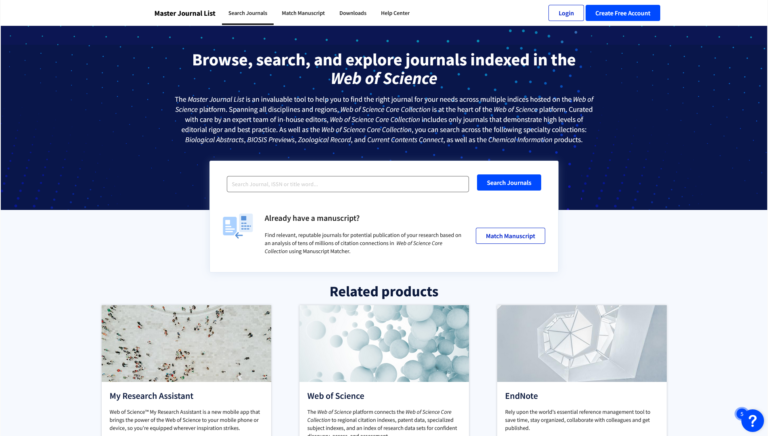 Master Journal List
Search Journals
Match Manuscript
Downloads
Help Center
Login
Create Free Account
Browse, search, and explore journals indexed in the
Web of Science
The Master Journal List is an invaluable tool to help you to find the right journal for your needs across multiple indices hosted on the Web of
Science platform. Spanning all disciplines and regions, Web of Science Core Collection is at the heart of the Web of Science platform. Curated
with care by an expert team of in-house editors, Web of Science Core Collection includes only journals that demonstrate high levels of
editorial rigor and best practice. As well as the Web of Science Core Collection, you can search across the following specialty collections:
Biological Abstracts, BIOSIS Previews, Zoological Record, and Current Contents Connect, as well as the Chemical Information products.
Search Journal, ISSN or title word...
Search Journals
Already have a manuscript?
Find relevant, reputable journals for potential publication of your research based on
an analysis of tens of millions of citation connections in Web of Science Core
Collection using Manuscript Matcher.
Match Manuscript
Related products
My Research Assistant
Web of Science™ My Research Assistant is a new mobile app that
brings the power of the Web of Science to your mobile phone or
device, so you're equipped wherever inspiration strikes.
Web of Science
The Web of Science platform connects the Web of Science Core
Collection to regional citation indexes, patent data, specialized
subject indexes, and an index of research data sets for confident
EndNote
Rely upon the world's essential reference management tool to
save time, stay organized, collaborate with colleagues and get
published.
5
?